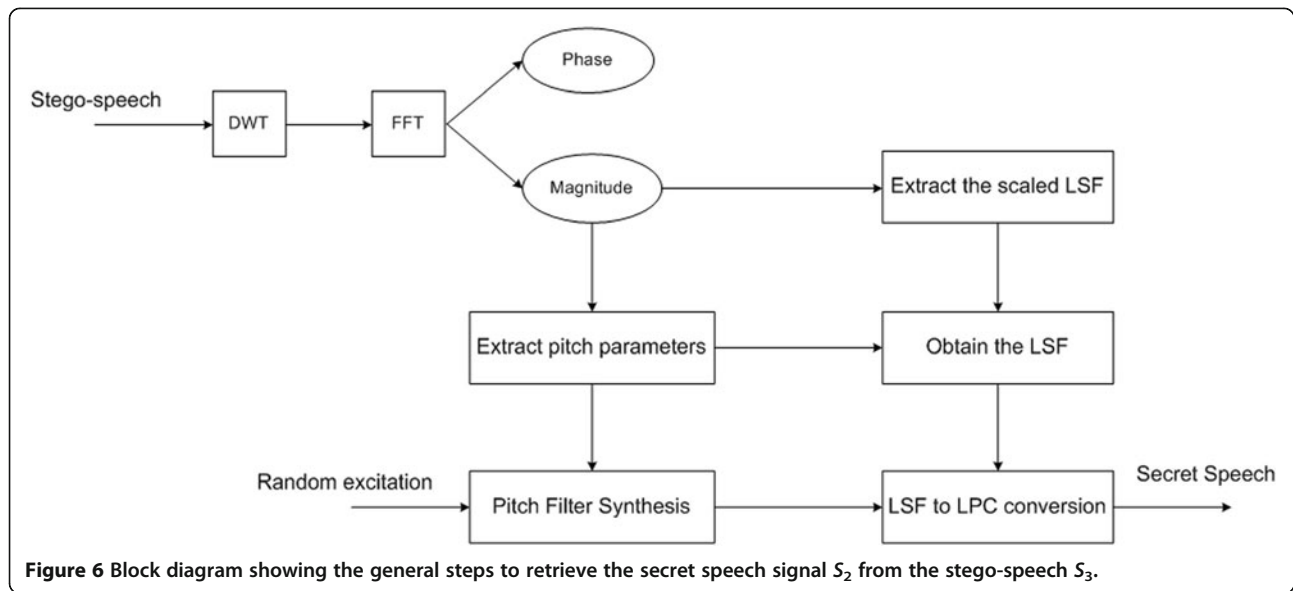 Phase
Stego-speech
DWT
FFT
Magnitude
Extract the scaled LSF
Extract pitch parameters
Obtain the LSF
Random excitation
Pitch Filter Synthesis
LSF to LPC conversion
Secret Speech
Figure 6 Block diagram showing the general steps to retrieve the secret speech signal S₂ from the stego-speech S₃.